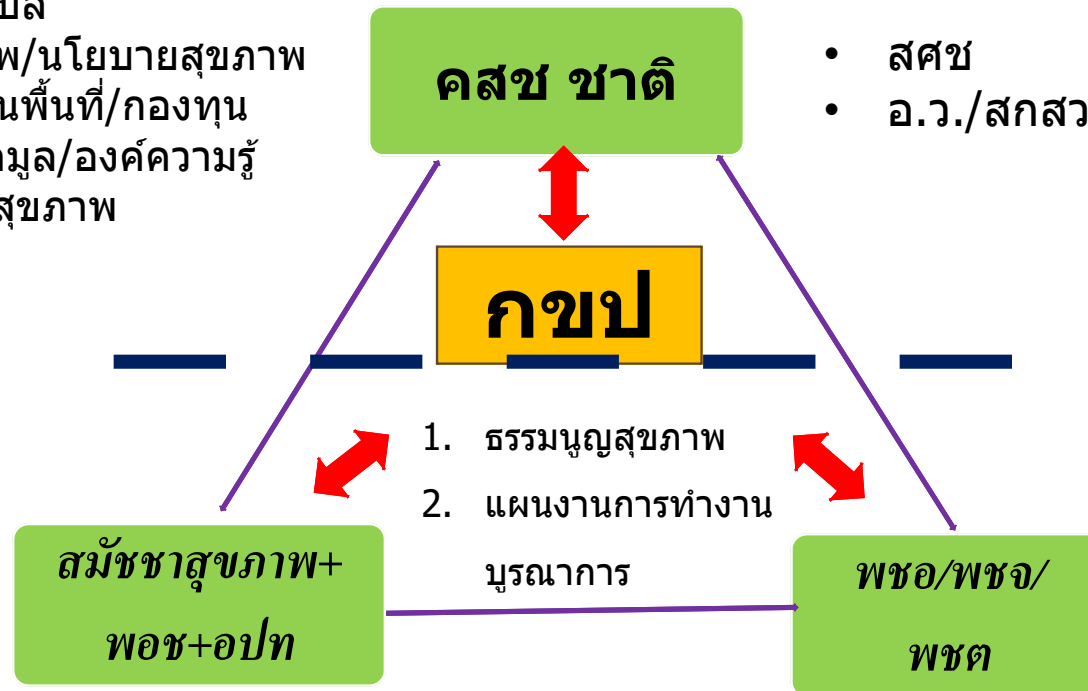 พ/นโยบายสุขภาพ
นพื้นที่/กองทุน
มูล/องค์ความรู้
สุขภาพ
คสช ชาติ
• สศช
• อ.ว./สกสว
กขป
1. ธรรมนูญสุขภาพ
2. แผนงานการทำงาน
บูรณาการ
สมัชชาสุขภาพ+
พอช+อปท
พชอ/พชจ/
พชต